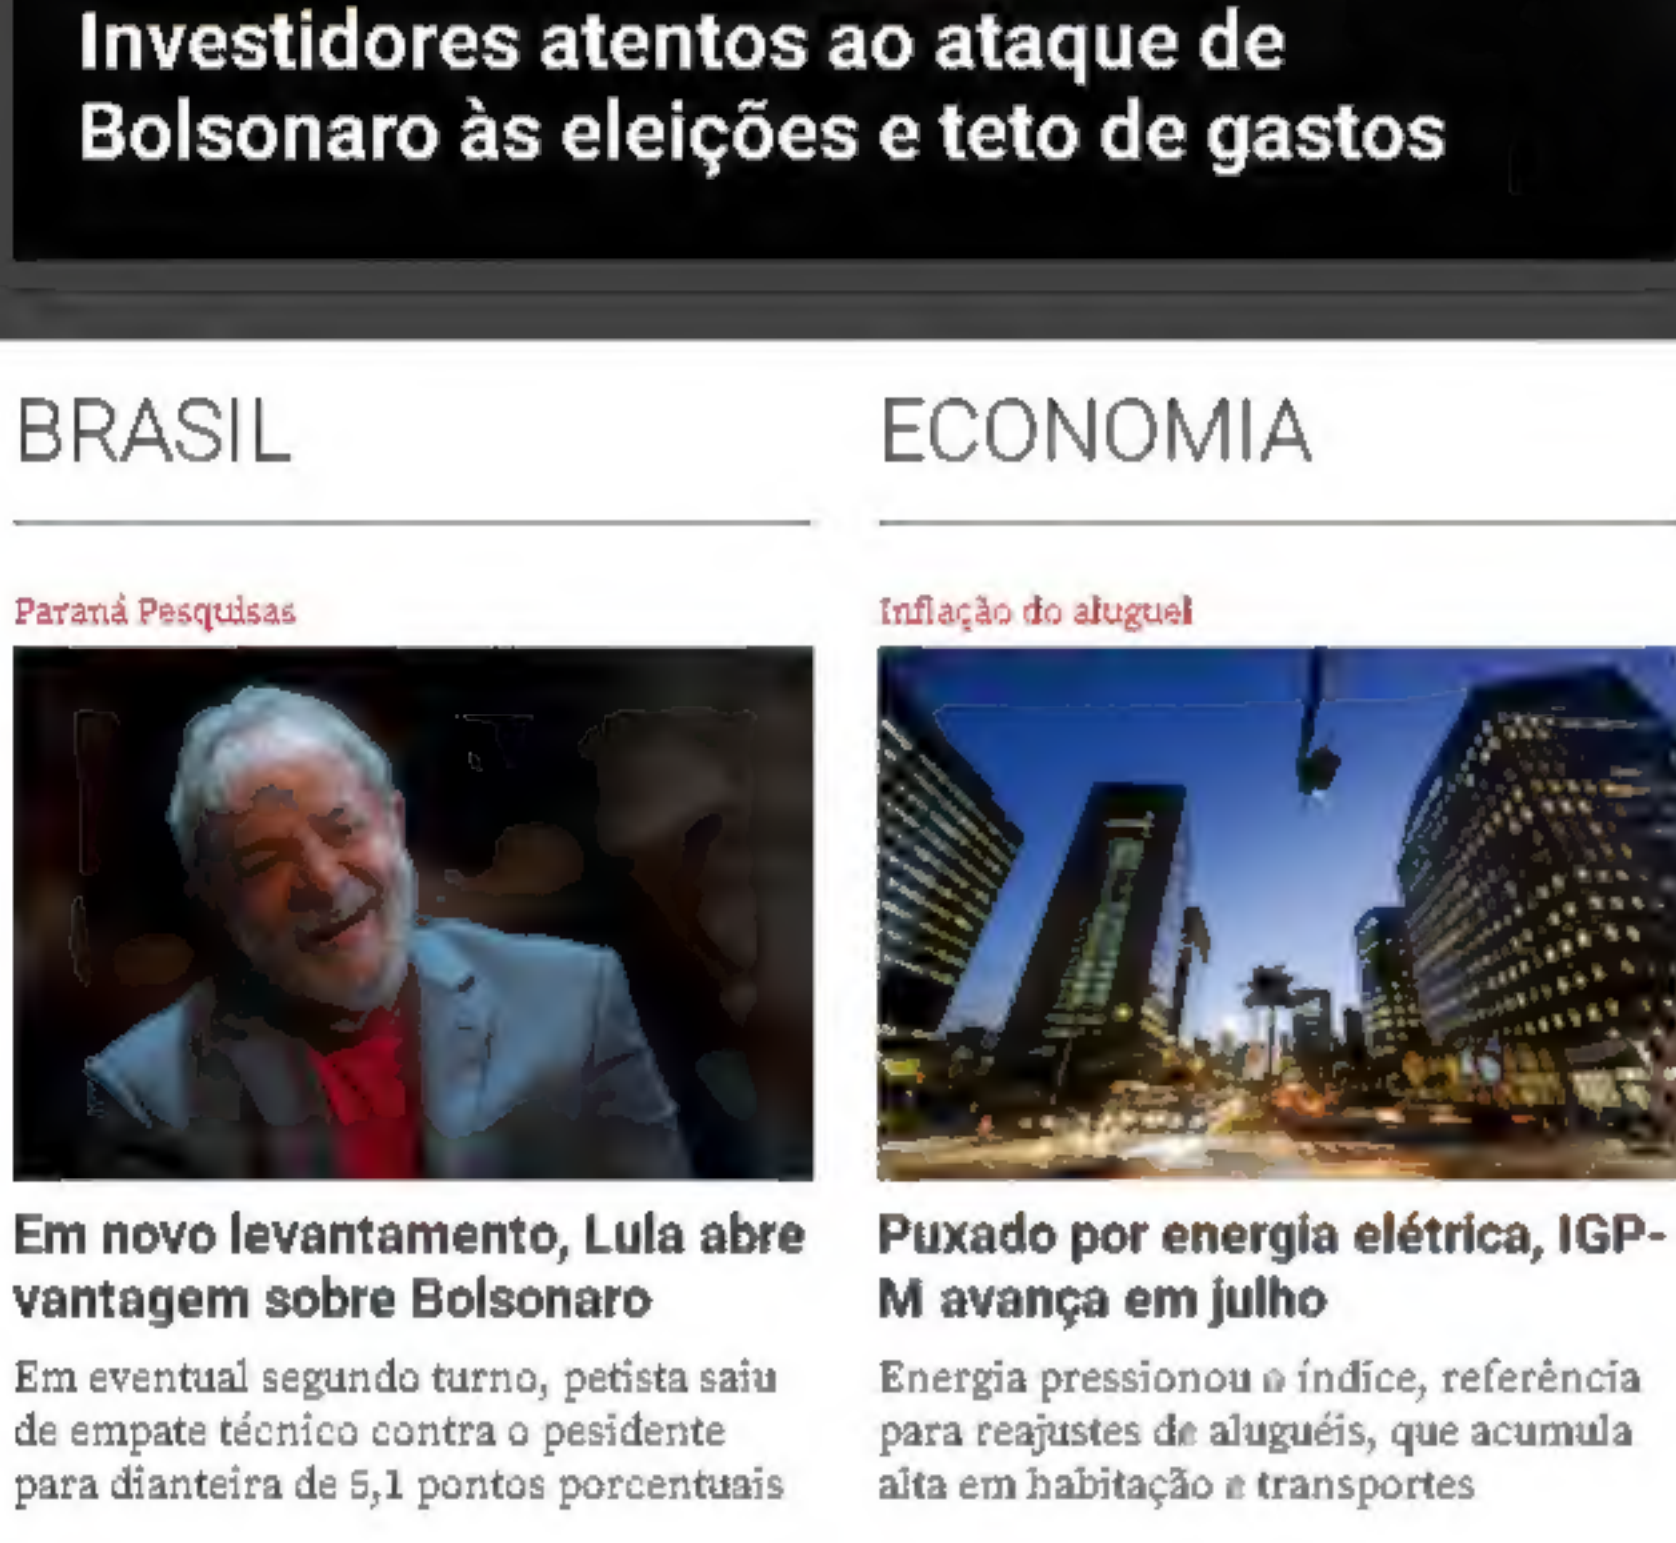 Investidores atentos ao ataque de
Bolsonaro às eleições e teto de gastos
BRASIL
ECONOMIA
Paraná Pesquisas
Em novo levantamento, Lula abre
vantagem sobre Bolsonaro
Em eventual segundo turno, petista saiu
de empate técnico contra o pesidente
para dianteira de 5,1 pontos porcentuais
Inflação do aluguel
Puxado por energia elétrica, IGP-
M avança em julho
Energia pressionou o índice, referência
para reajustes de aluguéis, que acumula
alta em habitação e transportes